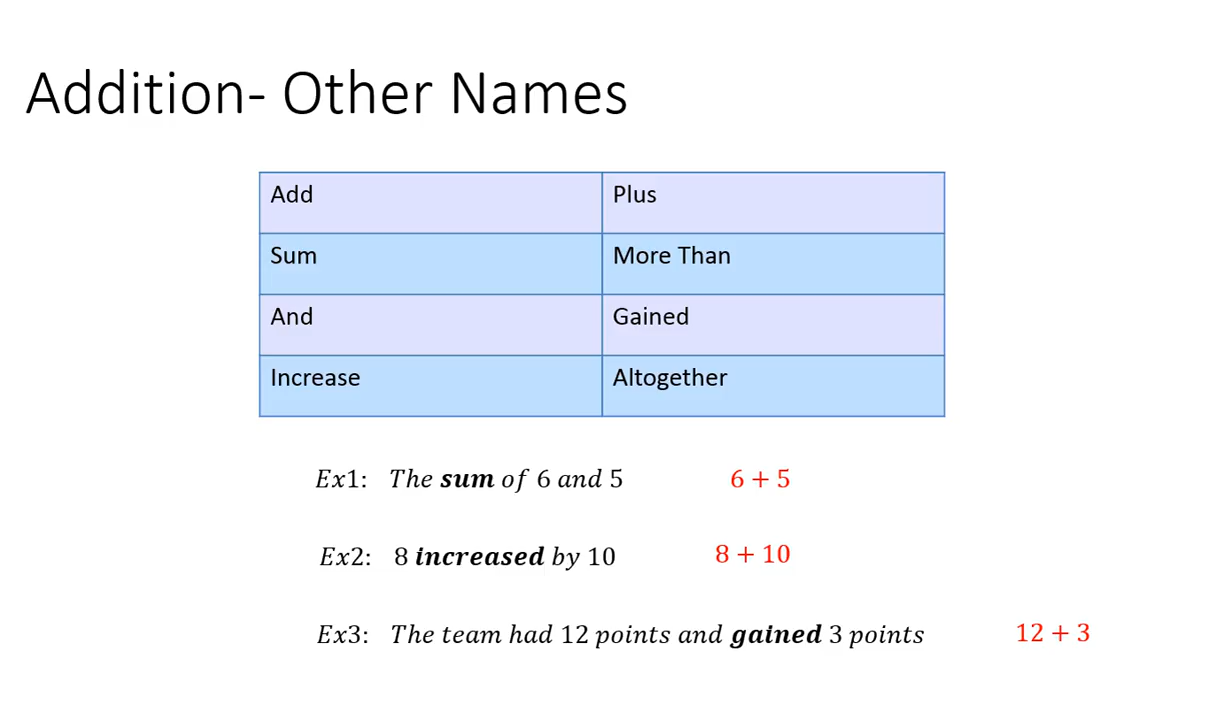 Addition- Other Names
Add Plus
Sum More Than
And Gained
Increase Altogether
Ex1: The sum of 6 and 5 6 + 5
Ex2: 8 increased by 10 8 + 10
Ex3: The team had 12 points and gained 3 points 12 + 3